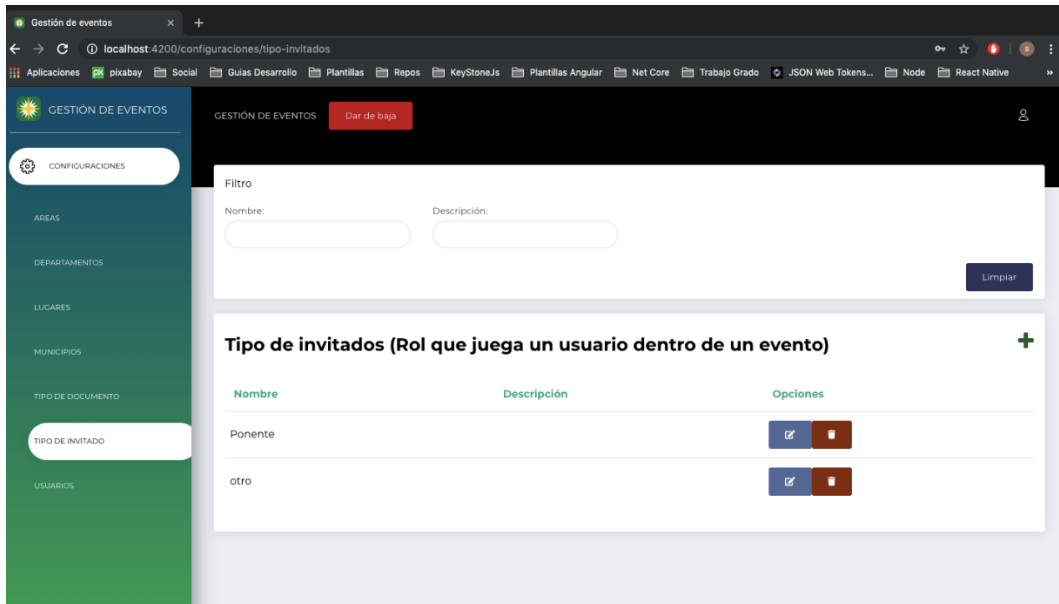 Gestión de eventos
localhost:4200/configuraciones/tipo-invitados
Aplicaciones px pixabay Social Guias Desarrollo Plantillas Repos KeyStoneJs Plantillas Angular Net Core Trabajo Grado JSON Web Tokens... Node React Native »
GESTIÓN DE EVENTOS
GESTIÓN DE EVENTOS Dar de baja
CONFIGURACIONES
AREAS
DEPARTAMENTOS
LUGARES
MUNICIPIOS
TIPO DE DOCUMENTO
TIPO DE INVITADO
USUARIOS
Filtro
Nombre: Descripción:
Limpiar
Tipo de invitados (Rol que juega un usuario dentro de un evento)
Nombre Descripción Opciones
Ponente
otro